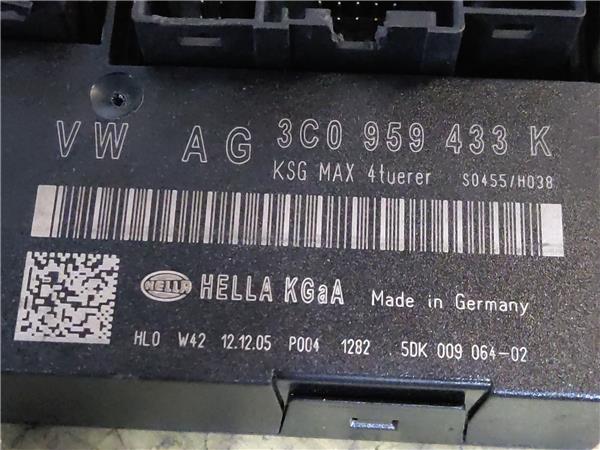 VW AG 3C0 959 433 K
KSG MAX 4tuerer S0455/H038
HELLA HELLA KGaA Made in Germany
HLO W42 12.12.05 P004 1282 5DK 009 064-02